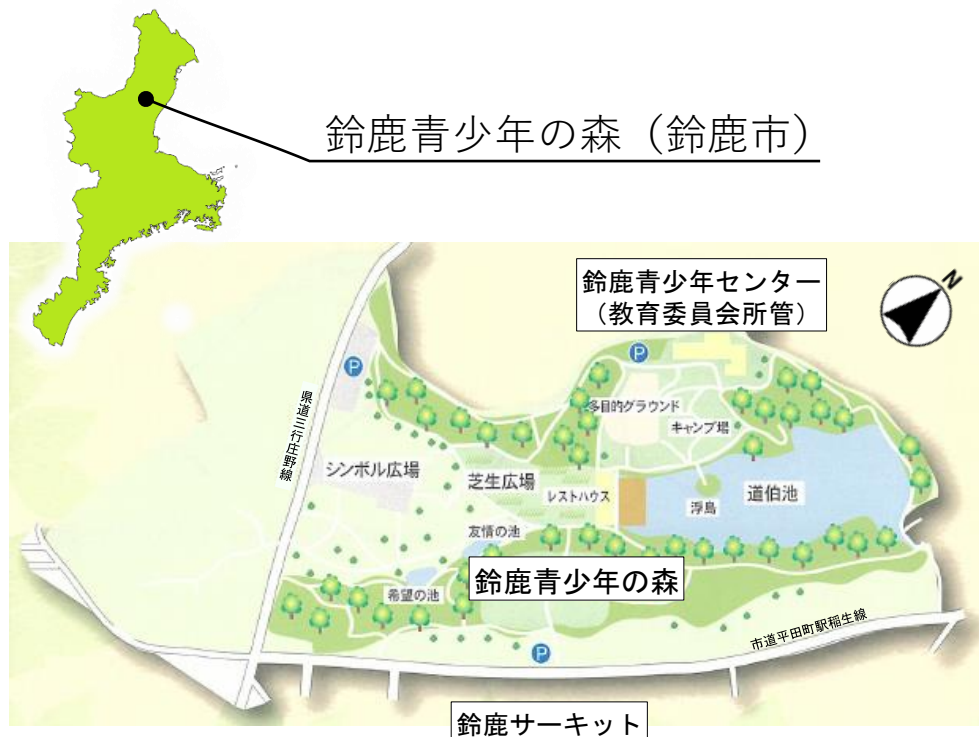 鈴鹿青少年の森（鈴鹿市）
鈴鹿青少年センター
（教育委員会所管）
N
P
P
県道三行庄野線
多目的グラウンド
キャンプ場
シンボル広場
芝生広場
レストハウス
浮島
道伯池
友情の池
鈴鹿青少年の森
希望の池
市道平田町駅稲生線
P
鈴鹿サーキット